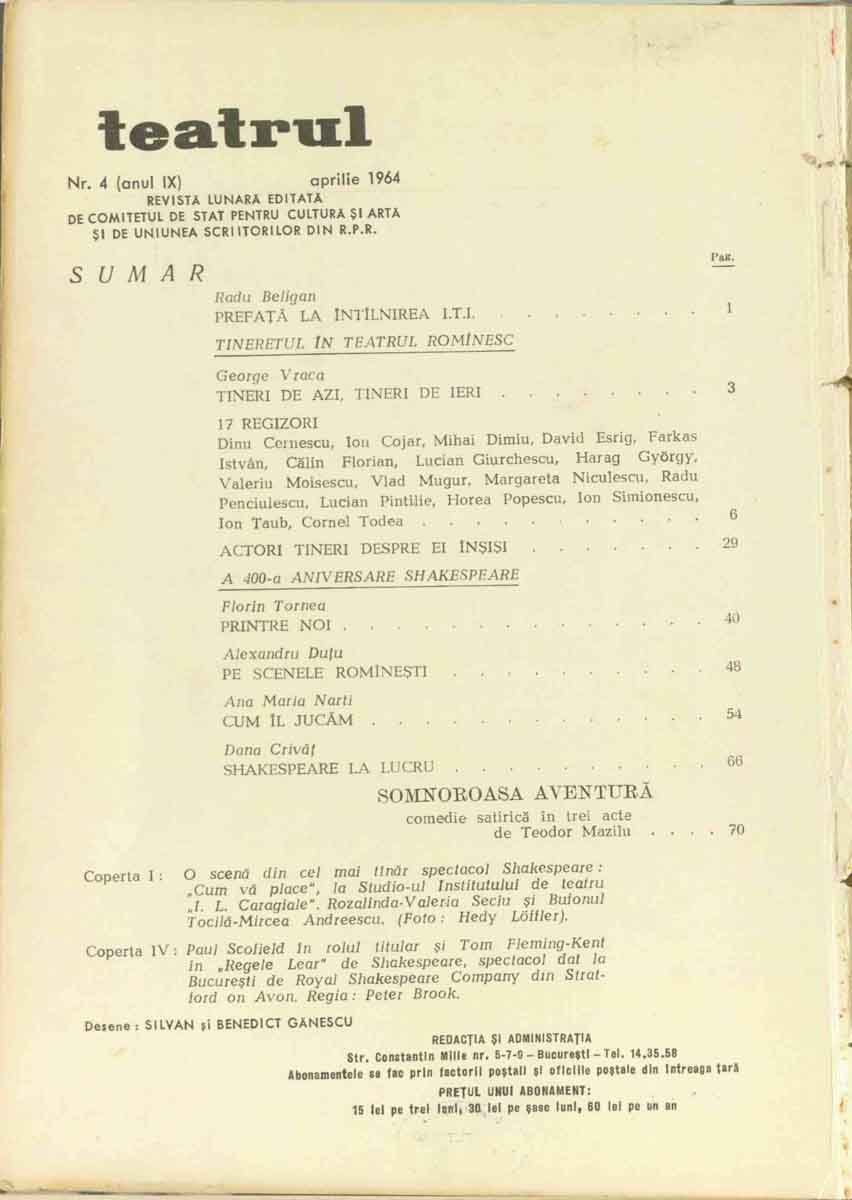 teatrul
Nr. 4 (anul IX) aprilie 1964
REVISTĂ LUNARĂ EDITATĂ
DE COMITETUL DE STAT PENTRU CULTURĂ ȘI ARTĂ
ȘI DE UNIUNEA SCRIITORILOR DIN R.P.R.
Pag.
SUMAR
Radu Beligan
PREFAȚĂ LA ÎNTÎLNIREA I.T.I. . . . . . . . . 1
TINERETUL ÎN TEATRUL ROMÎNESC
George Vraca
TINERI DE AZI, TINERI DE IERI . . . . . . . . 3
17 REGIZORI
Dinu Cernescu, Ion Cojar, Mihai Dimiu, David Esrig, Farkas
István, Călin Florian, Lucian Giurchescu, Harag György,
Valeriu Moisescu, Vlad Mugur, Margareta Niculescu, Radu
Penciulescu, Lucian Pintilie, Horea Popescu, Ion Simionescu,
Ion Taub, Cornel Todea . . . . . . . . . . . 6
ACTORI TINERI DESPRE EI ÎNȘIȘI . . . . . . . 29
A 400-a ANIVERSARE SHAKESPEARE
Florin Tornea
PRINTRE NOI . . . . . . . . . . . . . . 40
Alexandru Duțu
PE SCENELE ROMÎNEȘTI . . . . . . . . . . 48
Ana Maria Narti
CUM ÎL JUCĂM . . . . . . . . . . . . . 54
Dana Crivăț
SHAKESPEARE LA LUCRU . . . . . . . . . . 66
SOMNOROASA AVENTURĂ
comedie satirică în trei acte
de Teodor Mazilu . . . . 70
Coperta I : O scenă din cel mai tînăr spectacol Shakespeare :
„Cum vă place“, la Studio-ul Institutului de teatru
„I. L. Caragiale“. Rozalinda-Valeria Seciu și Bufonul
Tocilă-Mircea Andreescu. (Foto : Hedy Löffler).
Coperta IV : Paul Scofield în rolul titular și Tom Fleming-Kent
în „Regele Lear“ de Shakespeare, spectacol dat la
București de Royal Shakespeare Company din Strat-
ford on Avon. Regia : Peter Brook.
Desene : SILVAN și BENEDICT GĂNESCU
REDACȚIA ȘI ADMINISTRAȚIA
Str. Constantin Mille nr. 5-7-9 – București – Tel. 14.35.58
Abonamentele se fac prin factorii poștali și oficiile poștale din întreaga țară
PREȚUL UNUI ABONAMENT:
15 lei pe trei luni, 30 lei pe șase luni, 60 lei pe un an